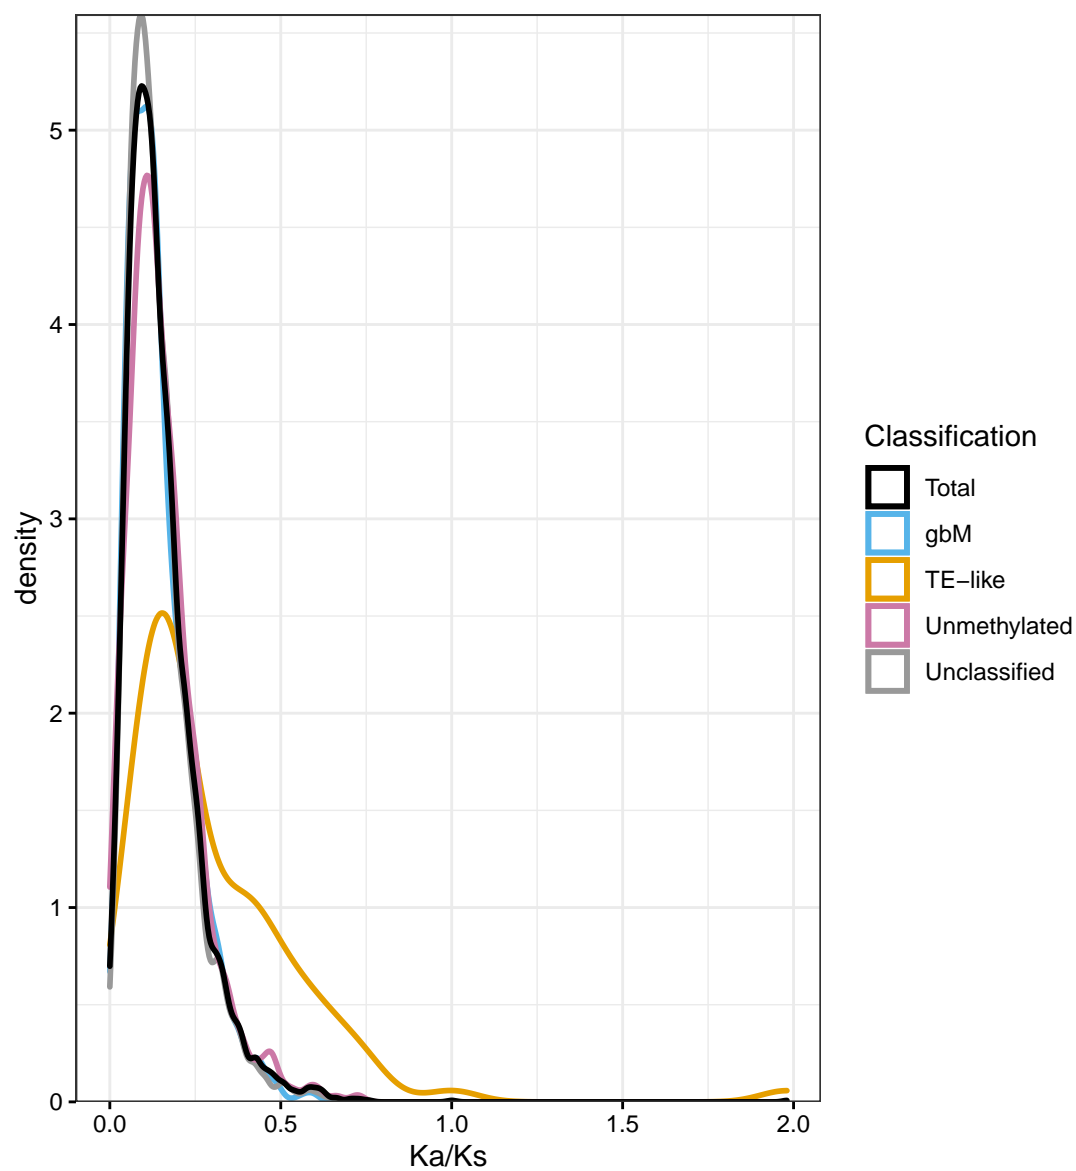 5
4
3
2
1
0
density
0.0
0.5
1.0
1.5
2.0
Ka/Ks
Classification
Total
gbM
TE−like
Unmethylated
Unclassified